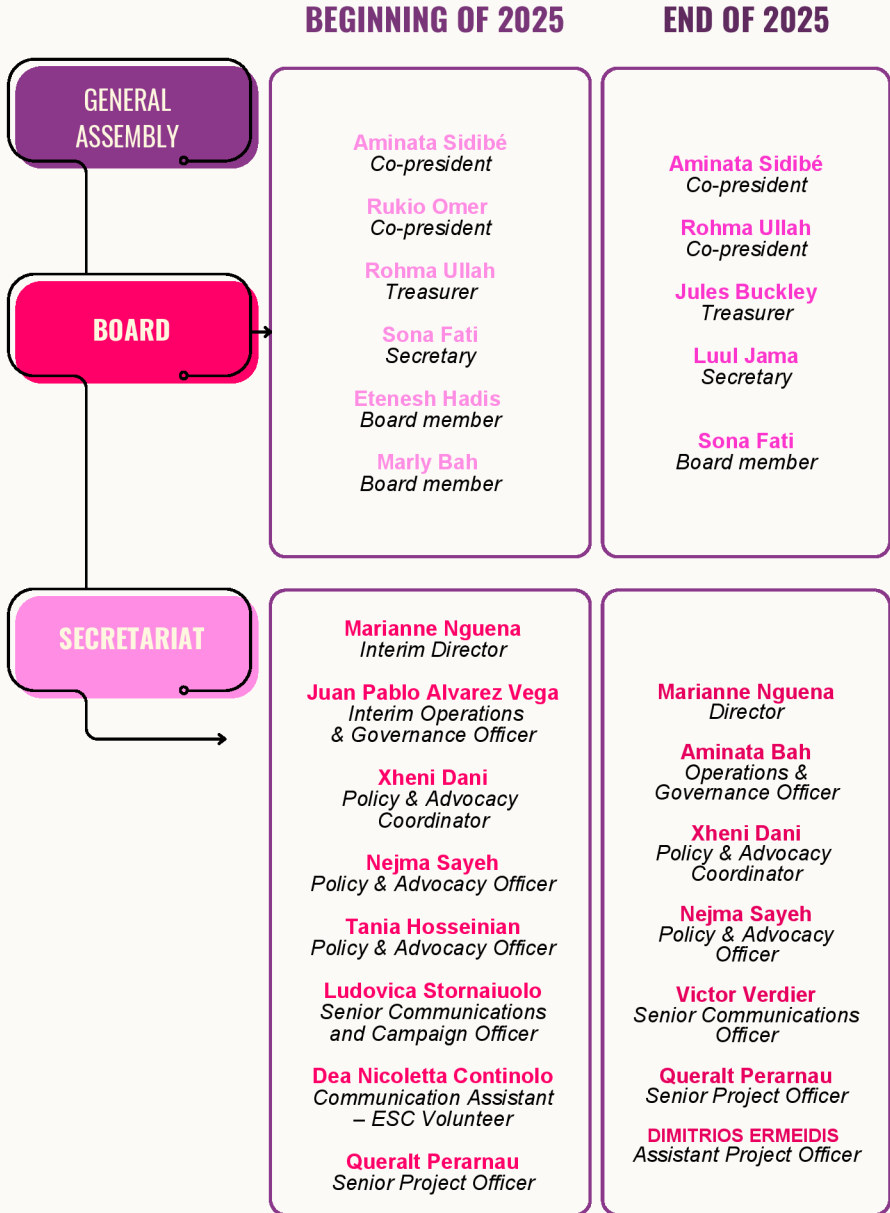 BEGINNING OF 2025
END OF 2025
GENERAL
ASSEMBLY
BOARD
Aminata Sidibé
Co-president
Rukio Omer
Co-president
Rohma Ullah
Treasurer
Sona Fati
Secretary
Etenesh Hadis
Board member
Marly Bah
Board member
Aminata Sidibé
Co-president
Rohma Ullah
Co-president
Jules Buckley
Treasurer
Luul Jama
Secretary
Sona Fati
Board member
SECRETARIAT
Marianne Nguena
Interim Director
Juan Pablo Alvarez Vega
Interim Operations
& Governance Officer
Xheni Dani
Policy & Advocacy
Coordinator
Nejma Sayeh
Policy & Advocacy Officer
Tania Hosseinian
Policy & Advocacy Officer
Ludovica Stornaiuolo
Senior Communications
and Campaign Officer
Dea Nicoletta Continolo
Communication Assistant
– ESC Volunteer
Queralt Perarnau
Senior Project Officer
Marianne Nguena
Director
Aminata Bah
Operations &
Governance Officer
Xheni Dani
Policy & Advocacy
Coordinator
Nejma Sayeh
Policy & Advocacy
Officer
Victor Verdier
Senior Communications
Officer
Queralt Perarnau
Senior Project Officer
DIMITRIOS ERMEIDIS
Assistant Project Officer